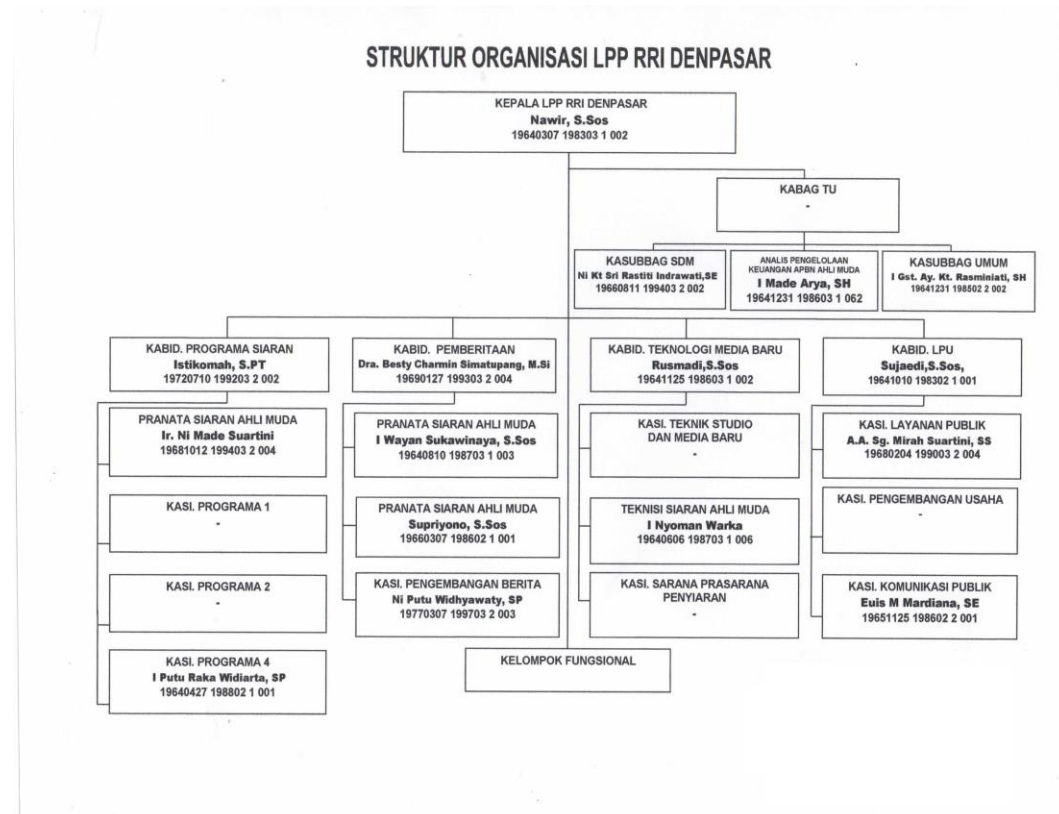 STRUKTUR ORGANISASI LPP RRI DENPASAR
KEPALA LPP RRI DENPASAR
Nawir, S.Sos
19640307 198303 1 002
KABAG TU
-
KASUBBAG SDM
Ni Kt Sri Rastiti Indrawati,SE
19660811 199403 2 002
ANALIS PENGELOLAAN
KEUANGAN APBN AHLI MUDA
I Made Arya, SH
19641231 198603 1 062
KASUBBAG UMUM
I Gst. Ay. Kt. Rasminiati, SH
19641231 198502 2 002
KABID. PROGRAMA SIARAN
Istikomah, S.PT
19720710 199203 2 002
KABID. PEMBERITAAN
Dra. Besty Charmin Simatupang, M.Si
19690127 199303 2 004
KABID. TEKNOLOGI MEDIA BARU
Rusmadi,S.Sos
19641125 198603 1 002
KABID. LPU
Sujaedi,S.Sos,
19641010 198302 1 001
PRANATA SIARAN AHLI MUDA
Ir. Ni Made Suartini
19681012 199403 2 004
PRANATA SIARAN AHLI MUDA
I Wayan Sukawinaya, S.Sos
19640810 198703 1 003
KASI. TEKNIK STUDIO
DAN MEDIA BARU
-
KASI. LAYANAN PUBLIK
A.A. Sg. Mirah Suartini, SS
19680204 199003 2 004
KASI. PROGRAMA 1
-
PRANATA SIARAN AHLI MUDA
Supriyono, S.Sos
19660307 198602 1 001
TEKNISI SIARAN AHLI MUDA
I Nyoman Warka
19640606 198703 1 006
KASI. PENGEMBANGAN USAHA
-
KASI. PROGRAMA 2
-
KASI. PENGEMBANGAN BERITA
Ni Putu Widhyawaty, SP
19770307 199703 2 003
KASI. SARANA PRASARANA
PENYIARAN
-
KASI. KOMUNIKASI PUBLIK
Euis M Mardiana, SE
19651125 198602 2 001
KASI. PROGRAMA 4
I Putu Raka Widiarta, SP
19640427 198802 1 001
KELOMPOK FUNGSIONAL